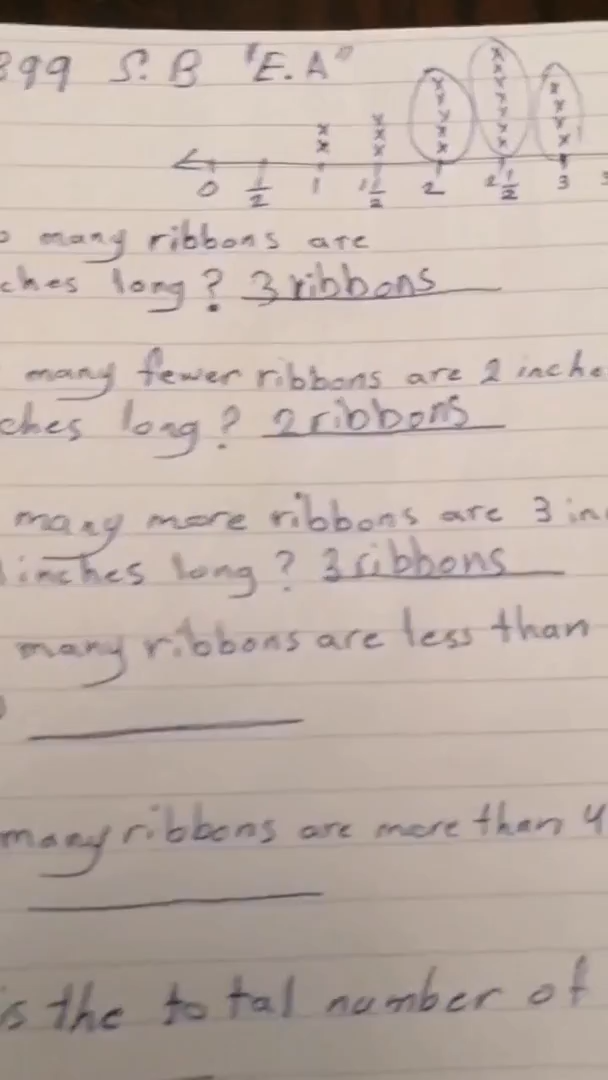 899 S.B "E.A"
0 1/2 1 1 1/2 2 2 1/2 3
many ribbons are
ches long? 3 ribbons
many fewer ribbons are 2 inche
ches long? 2 ribbons
many more ribbons are 3 in
inches long? 3 ribbons
many ribbons are less than
many ribbons are more than 4
is the total number of